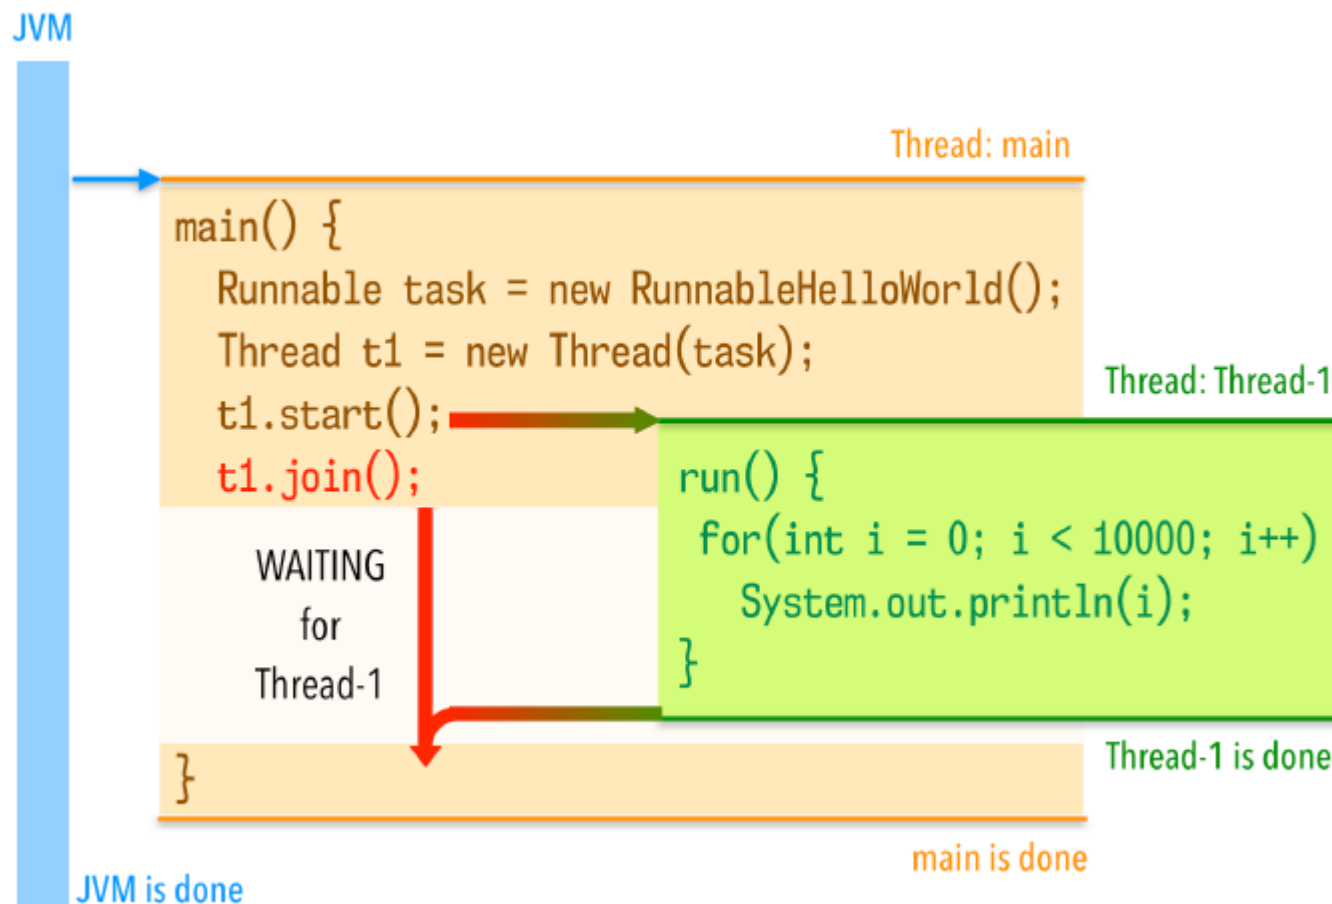 JVM
Thread: main
main() {
Runnable task = new RunnableHelloWorld();
Thread t1 = new Thread(task);
t1.start();
t1.join();
Thread: Thread-1
run() {
for(int i = 0; i < 10000; i++)
System.out.println(i);
}
WAITING
for
Thread-1
}
Thread-1 is done
main is done
JVM is done